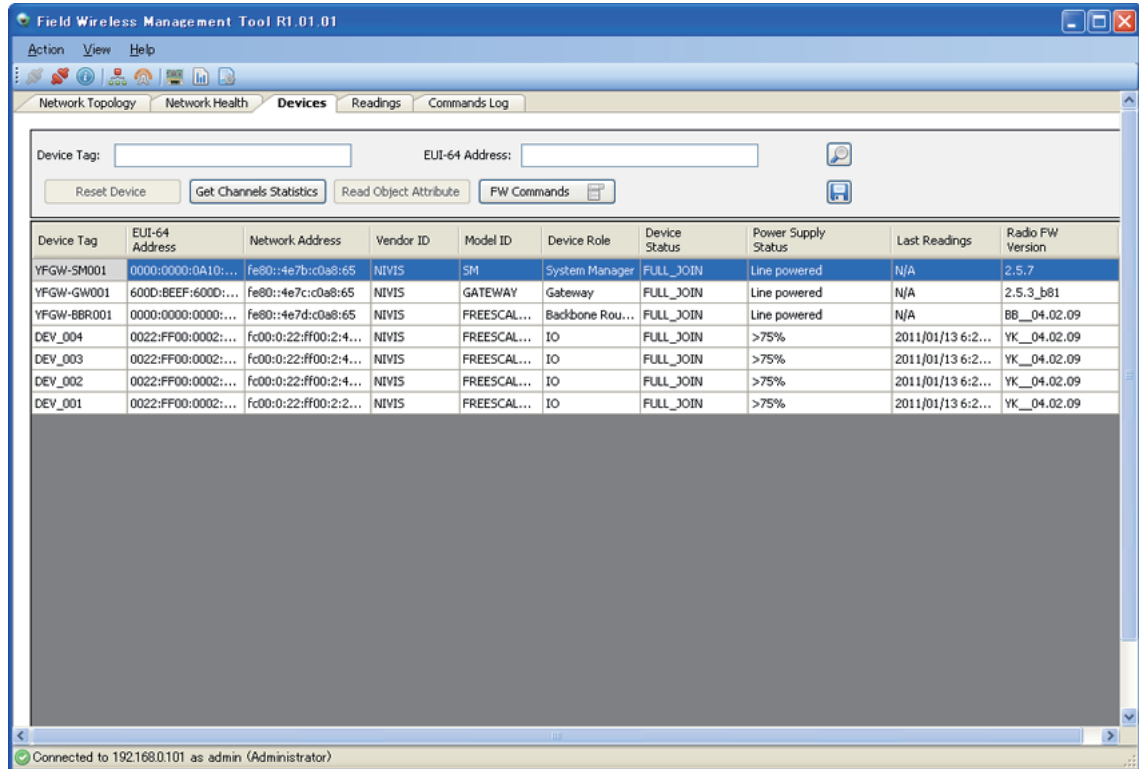 Field Wireless Management Tool R1.01.01
Action View Help
Network Topology Network Health Devices Readings Commands Log
Device Tag: EUI-64 Address:
Reset Device Get Channels Statistics Read Object Attribute FW Commands
Device Tag EUI-64 Address Network Address Vendor ID Model ID Device Role Device Status Power Supply Status Last Readings Radio FW Version
YFGW-SM001 0000:0000:0A10:... fe80::4e7b:c0a8:65 NIVIS SM System Manager FULL_JOIN Line powered N/A 2.5.7
YFGW-GW001 600D:BEEF:600D:... fe80::4e7c:c0a8:65 NIVIS GATEWAY Gateway FULL_JOIN Line powered N/A 2.5.3_b81
YFGW-BBR001 0000:0000:0000:... fe80::4e7d:c0a8:65 NIVIS FREESCAL... Backbone Rou... FULL_JOIN Line powered N/A BB__04.02.09
DEV_004 0022:FF00:0002:... fc00:0:22:ff00:2:4... NIVIS FREESCAL... IO FULL_JOIN >75% 2011/01/13 6:2... YK__04.02.09
DEV_003 0022:FF00:0002:... fc00:0:22:ff00:2:4... NIVIS FREESCAL... IO FULL_JOIN >75% 2011/01/13 6:2... YK__04.02.09
DEV_002 0022:FF00:0002:... fc00:0:22:ff00:2:4... NIVIS FREESCAL... IO FULL_JOIN >75% 2011/01/13 6:2... YK__04.02.09
DEV_001 0022:FF00:0002:... fc00:0:22:ff00:2:2... NIVIS FREESCAL... IO FULL_JOIN >75% 2011/01/13 6:2... YK__04.02.09
Connected to 192.168.0.101 as admin (Administrator)